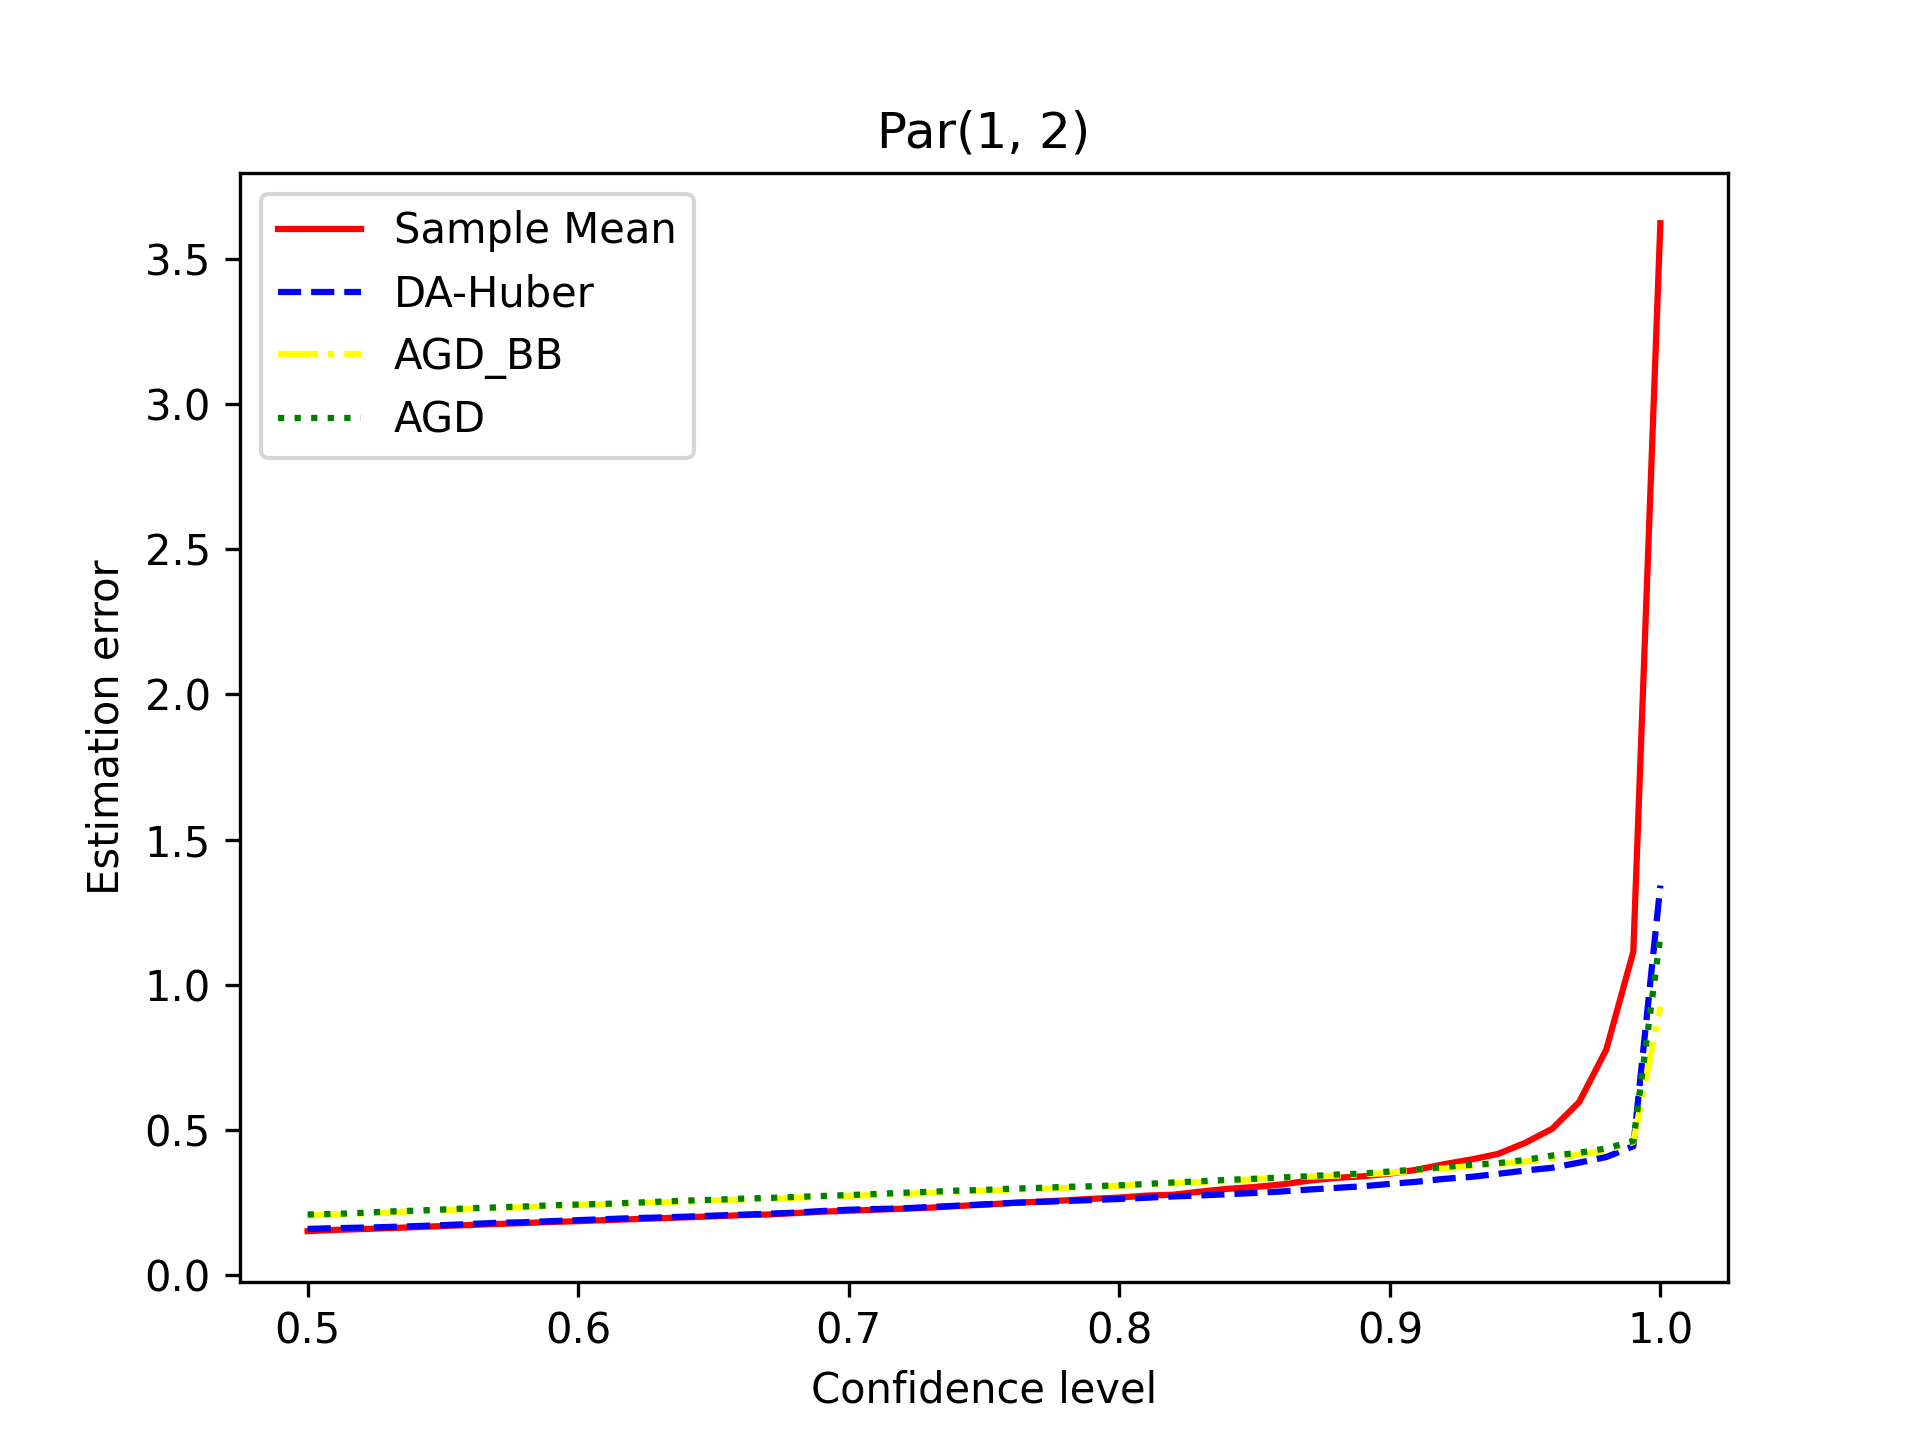 Par(1, 2)
Sample Mean
DA-Huber
AGD_BB
AGD
Estimation error
3.5
3.0
2.5
2.0
1.5
1.0
0.5
0.0
0.5 0.6 0.7 0.8 0.9 1.0
Confidence level